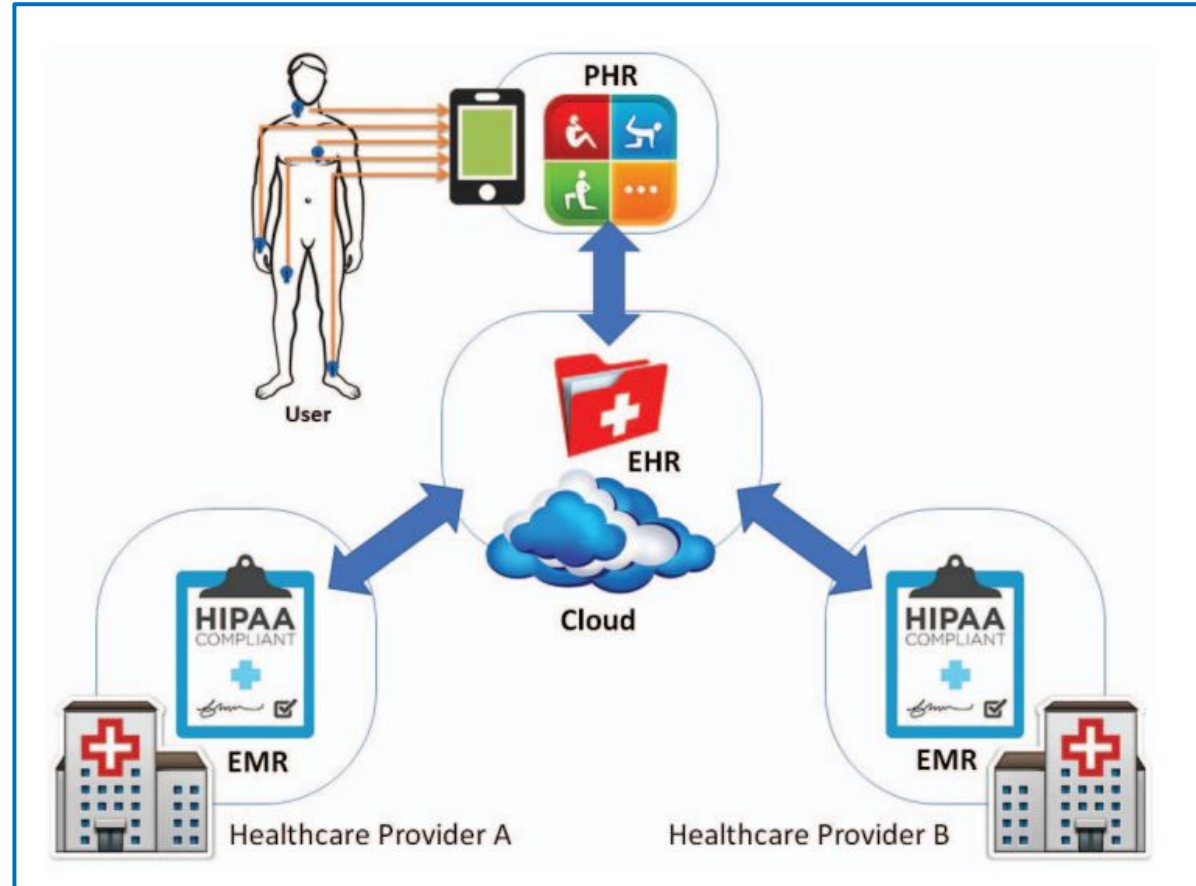 PHR
User
EHR
Cloud
HIPAA
COMPLIANT
EMR
Healthcare Provider A
HIPAA
COMPLIANT
EMR
Healthcare Provider B